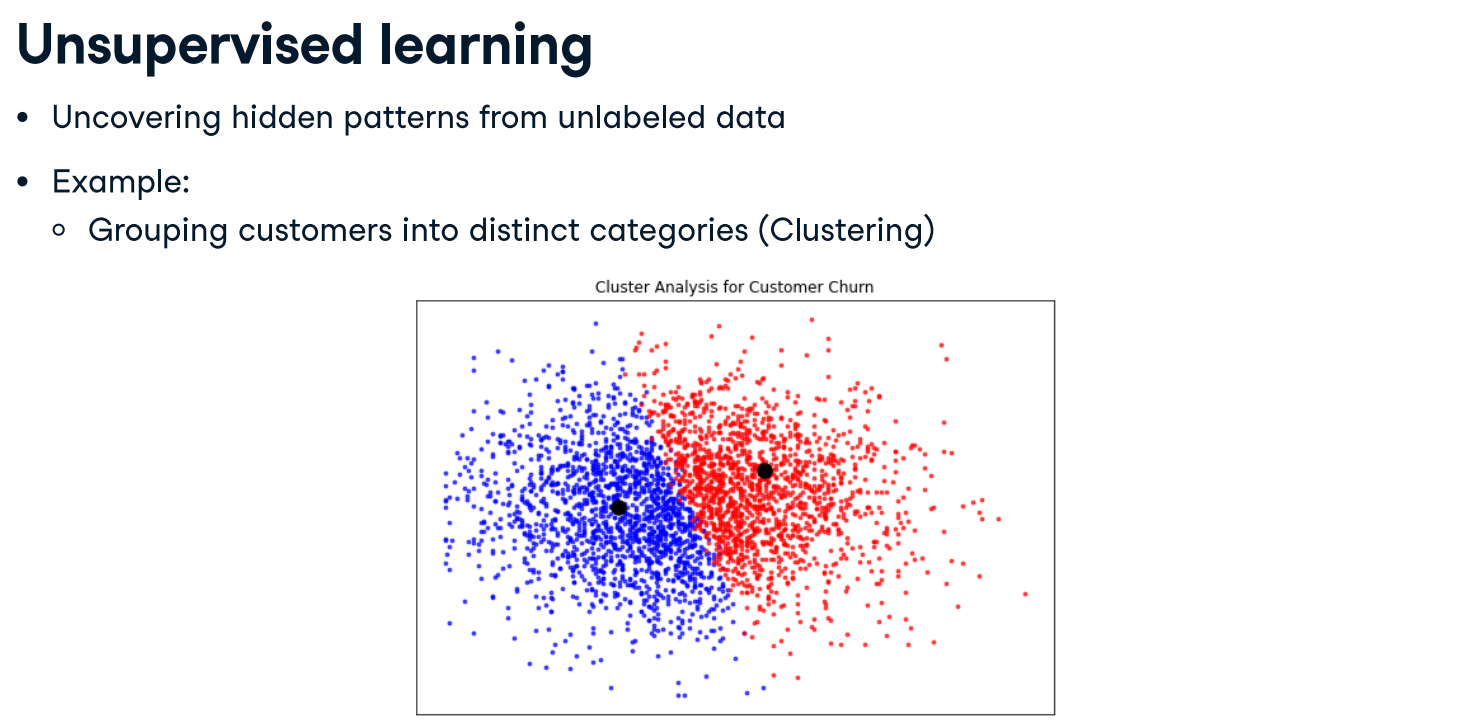 Unsupervised learning
• Uncovering hidden patterns from unlabeled data
• Example:
◦ Grouping customers into distinct categories (Clustering)
Cluster Analysis for Customer Churn